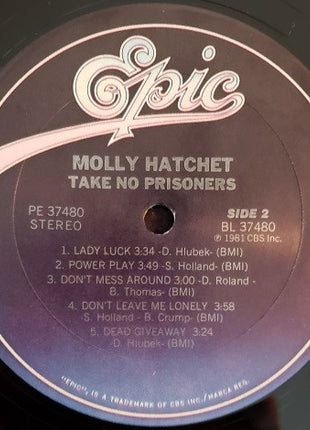 Epic
MOLLY HATCHET
TAKE NO PRISONERS
PE 37480
STEREO
SIDE 2
BL 37480
℗ 1981 CBS Inc.
1. LADY LUCK 3:34 -D. Hlubek- (BMI)
2. POWER PLAY 3:49 -S. Holland- (BMI)
3. DON'T MESS AROUND 3:00 -D. Roland -
B. Thomas- (BMI)
4. DON'T LEAVE ME LONELY 3:58
-S. Holland - B. Crump- (BMI)
5. DEAD GIVEAWAY 3:24
-D. Hlubek- (BMI)
"EPIC", IS A TRADEMARK OF CBS INC./MARCA REG.